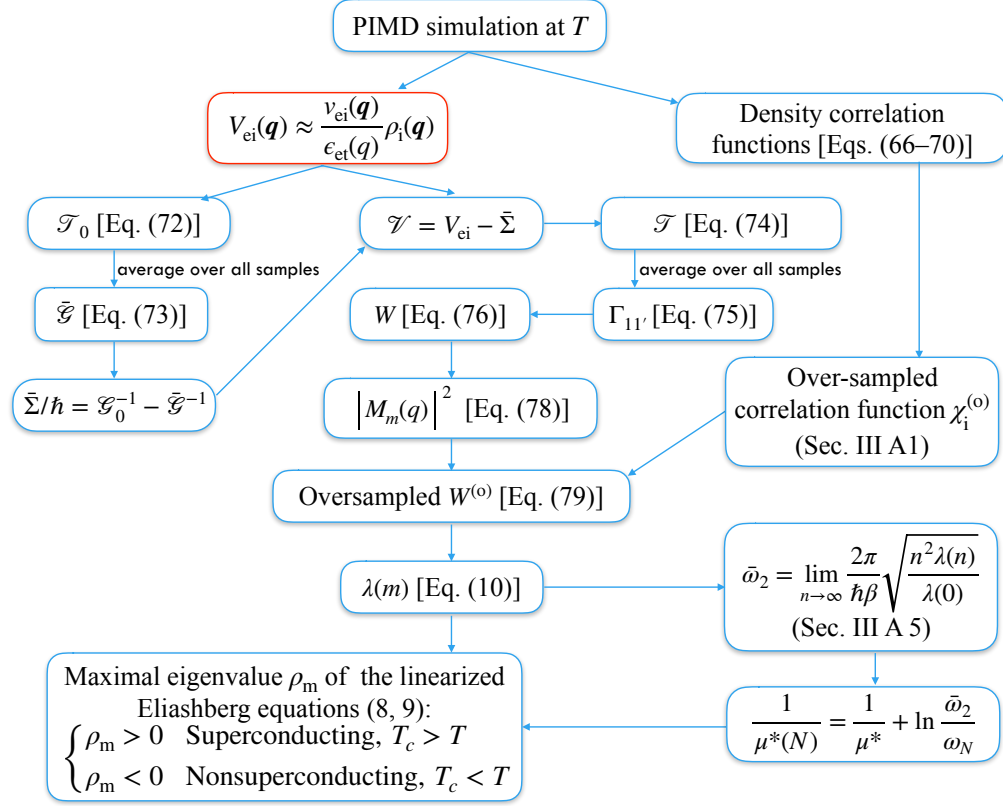 PIMD simulation at T
V_ei(q) ≈ v_ei(q)/ϵ_et(q) ρ_i(q)
Density correlation
functions [Eqs. (66–70)]
𝒯_0 [Eq. (72)]
𝒱 = V_ei − Σ̄
𝒯 [Eq. (74)]
average over all samples
average over all samples
𝒢̄ [Eq. (73)]
W [Eq. (76)]
Γ_11′ [Eq. (75)]
Σ̄/ℏ = 𝒢_0^−1 − 𝒢̄^−1
|M_m(q)|^2 [Eq. (78)]
Over-sampled
correlation function χ_i^(o)
(Sec. III A1)
Oversampled W^(o) [Eq. (79)]
λ(m) [Eq. (10)]
ω̄_2 = lim_{n→∞} 2π/ℏβ √(n^2λ(n)/λ(0))
(Sec. III A 5)
Maximal eigenvalue ρ_m of the linearized
Eliashberg equations (8, 9):
{ρ_m > 0 Superconducting, T_c > T
ρ_m < 0 Nonsuperconducting, T_c < T
1/μ*(N) = 1/μ* + ln ω̄_2/ω_N